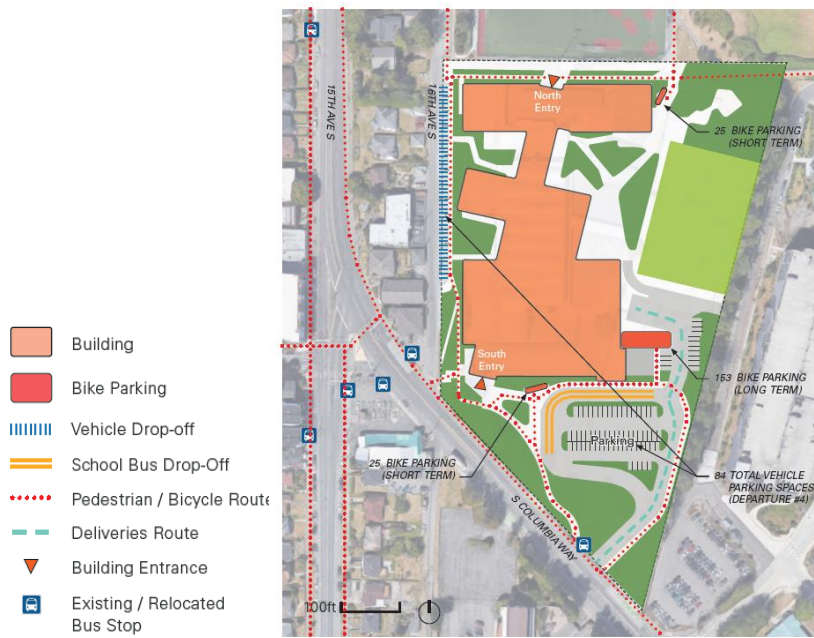 15TH AVE S
16TH AVE S
North
Entry
25 BIKE PARKING
(SHORT TERM)
Building
Bike Parking
Vehicle Drop-off
School Bus Drop-Off
Pedestrian / Bicycle Route
Deliveries Route
Building Entrance
Existing / Relocated
Bus Stop
South
Entry
153 BIKE PARKING
(LONG TERM)
25 BIKE PARKING
(SHORT TERM)
Parking
84 TOTAL VEHICLE
PARKING SPACES
(DEPARTURE #4)
S COLUMBIA WAY
100ft